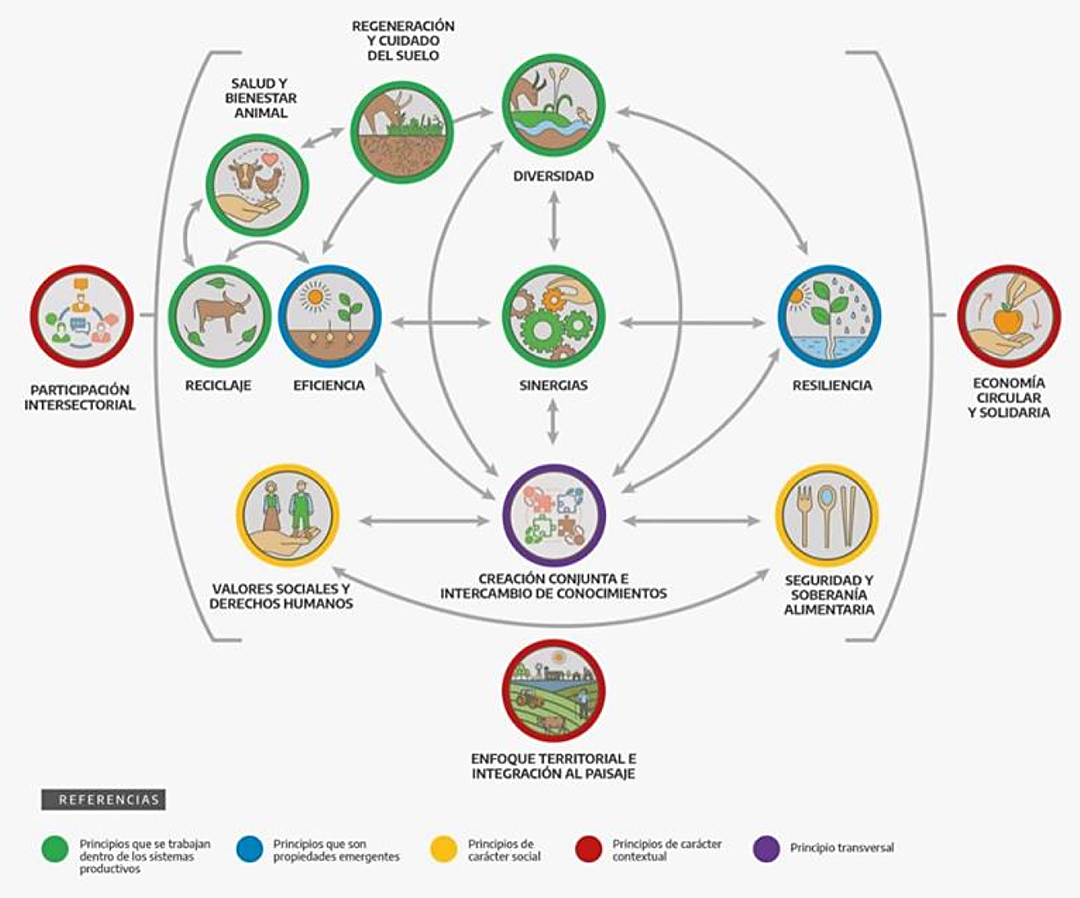 REGENERACIÓN
Y CUIDADO
DEL SUELO
SALUD Y
BIENESTAR
ANIMAL
DIVERSIDAD
PARTICIPACIÓN
INTERSECTORIAL
RECICLAJE
EFICIENCIA
SINERGIAS
RESILIENCIA
ECONOMÍA
CIRCULAR
Y SOLIDARIA
VALORES SOCIALES Y
DERECHOS HUMANOS
CREACIÓN CONJUNTA E
INTERCAMBIO DE CONOCIMIENTOS
SEGURIDAD Y
SOBERANÍA
ALIMENTARIA
ENFOQUE TERRITORIAL E
INTEGRACIÓN AL PAISAJE
REFERENCIAS
Principios que se trabajan
dentro de los sistemas
productivos
Principios que son
propiedades emergentes
Principios de
carácter social
Principios de carácter
contextual
Principio transversal